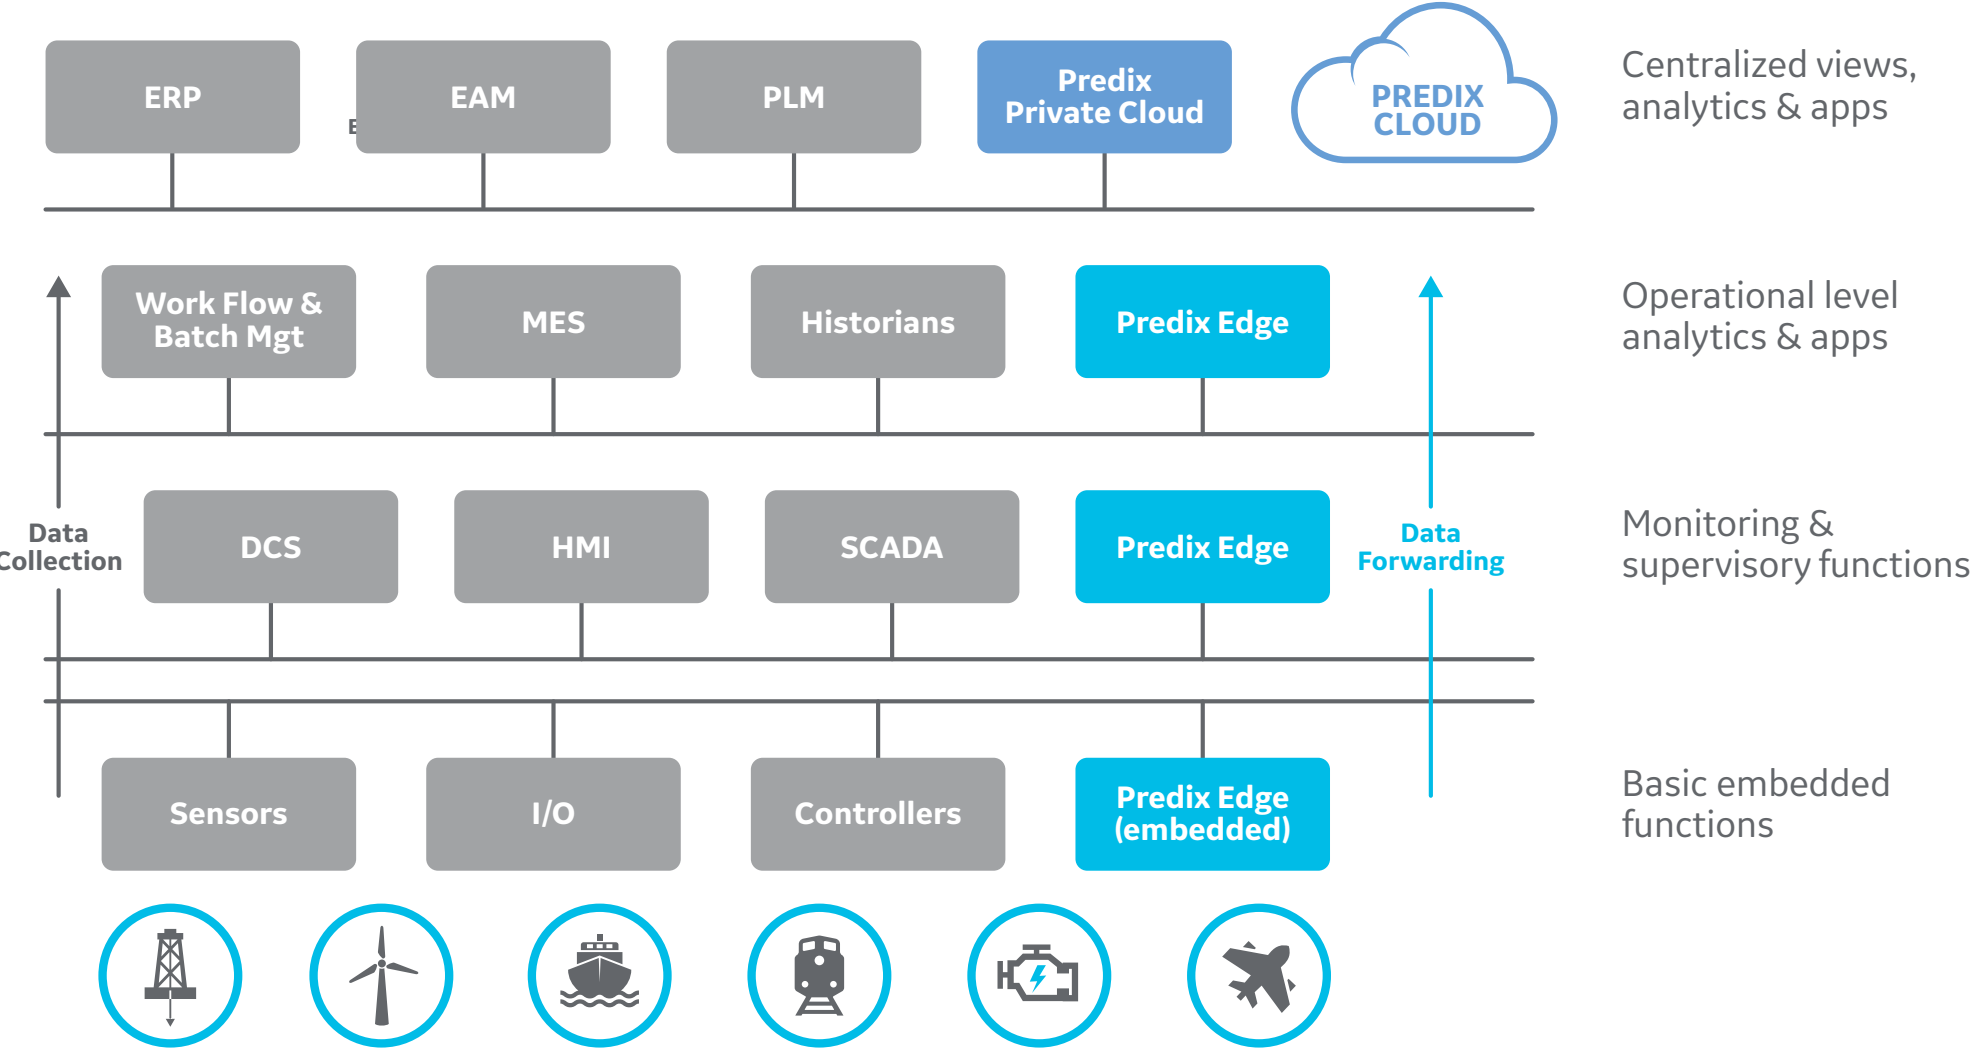 ERP
EAM
PLM
Predix
Private Cloud
PREDIX
CLOUD
Centralized views,
analytics & apps
Work Flow &
Batch Mgt
MES
Historians
Predix Edge
Operational level
analytics & apps
Data
Collection
DCS
HMI
SCADA
Predix Edge
Data
Forwarding
Monitoring &
supervisory functions
Sensors
I/O
Controllers
Predix Edge
(embedded)
Basic embedded
functions